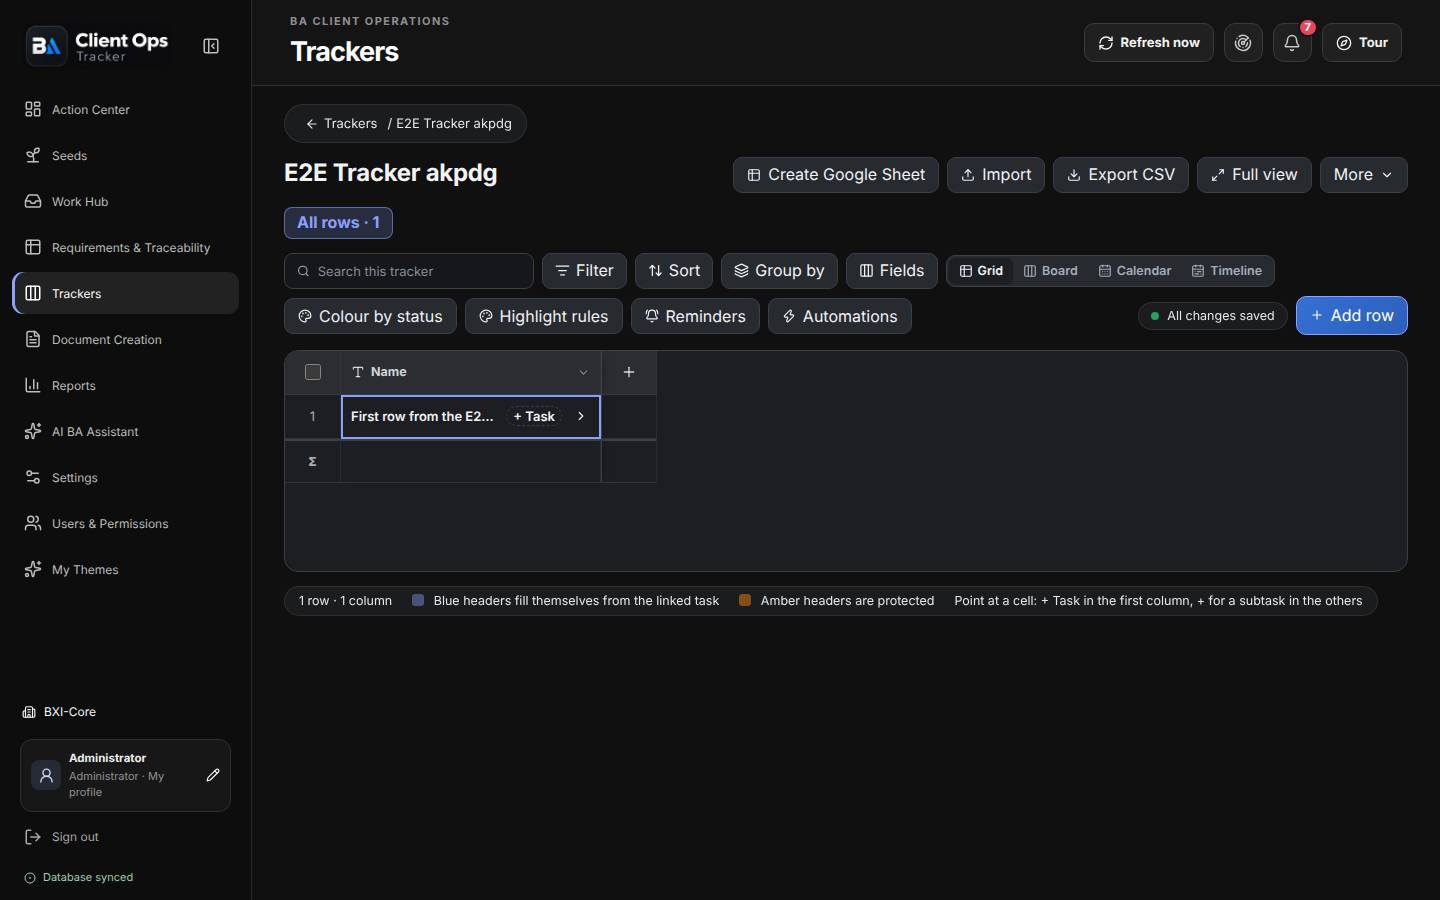 BA Client Ops
Tracker
Action Center
Seeds
Work Hub
Requirements & Traceability
Trackers
Document Creation
Reports
AI BA Assistant
Settings
Users & Permissions
My Themes
BXI-Core
Administrator
Administrator · My
profile
Sign out
Database synced
BA CLIENT OPERATIONS
Trackers
Refresh now
7
Tour
← Trackers / E2E Tracker akpdg
E2E Tracker akpdg
Create Google Sheet
Import
Export CSV
Full view
More
All rows · 1
Search this tracker
Filter
Sort
Group by
Fields
Grid
Board
Calendar
Timeline
Colour by status
Highlight rules
Reminders
Automations
All changes saved
+ Add row
Name
+
1
First row from the E2...
+ Task
Σ
1 row · 1 column
Blue headers fill themselves from the linked task
Amber headers are protected
Point at a cell: + Task in the first column, + for a subtask in the others